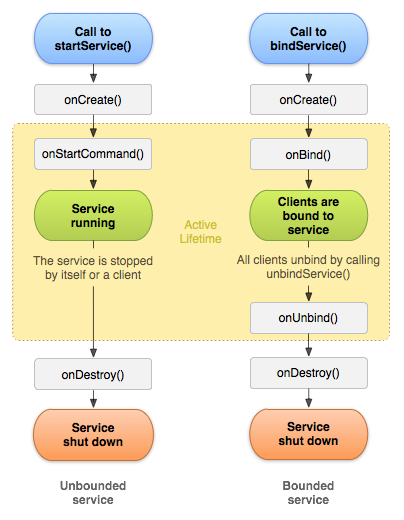 Call to
startService()
onCreate()
onStartCommand()
Service
running
The service is stopped
by itself or a client
onDestroy()
Service
shut down
Unbounded
service
Active
Lifetime
Call to
bindService()
onCreate()
onBind()
Clients are
bound to
service
All clients unbind by calling
unbindService()
onUnbind()
onDestroy()
Service
shut down
Bounded
service